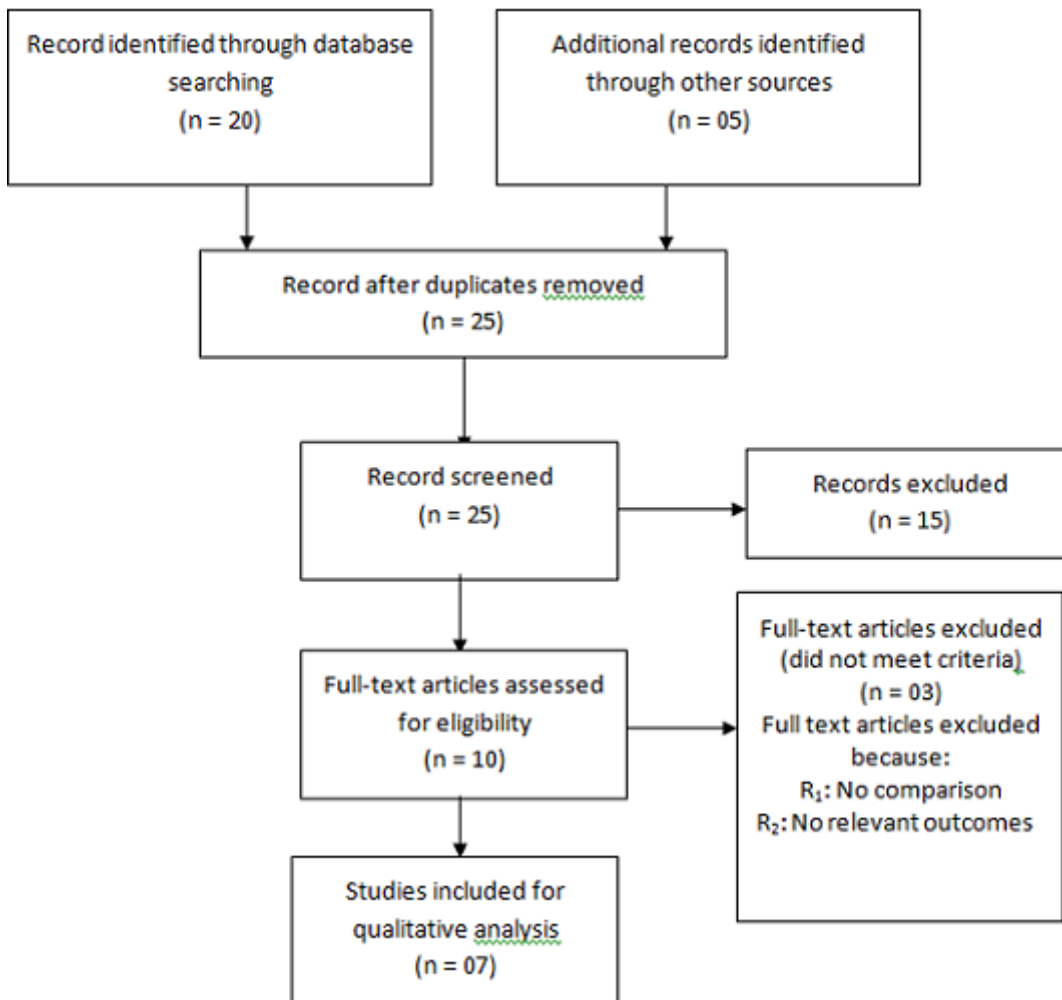 Record identified through database
searching
(n = 20)
Additional records identified
through other sources
(n = 05)
Record after duplicates removed
(n = 25)
Record screened
(n = 25)
Records excluded
(n = 15)
Full-text articles assessed
for eligibility
(n = 10)
Full-text articles excluded
(did not meet criteria)
(n = 03)
Full text articles excluded
because:
R₁: No comparison
R₂: No relevant outcomes
Studies included for
qualitative analysis
(n = 07)